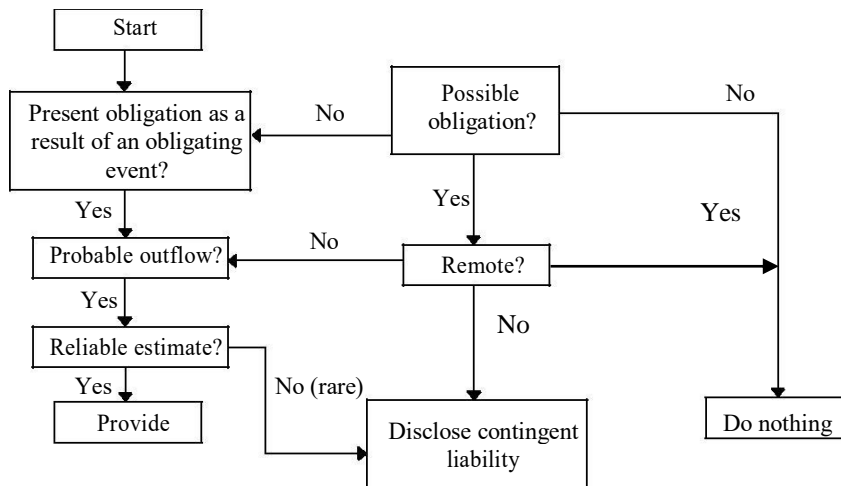 Start
Present obligation as a
result of an obligating
event?
No
Possible
obligation?
No
Yes
Yes
Yes
Probable outflow?
No
Remote?
Yes
No
Reliable estimate?
Yes
No (rare)
Provide
Disclose contingent
liability
Do nothing